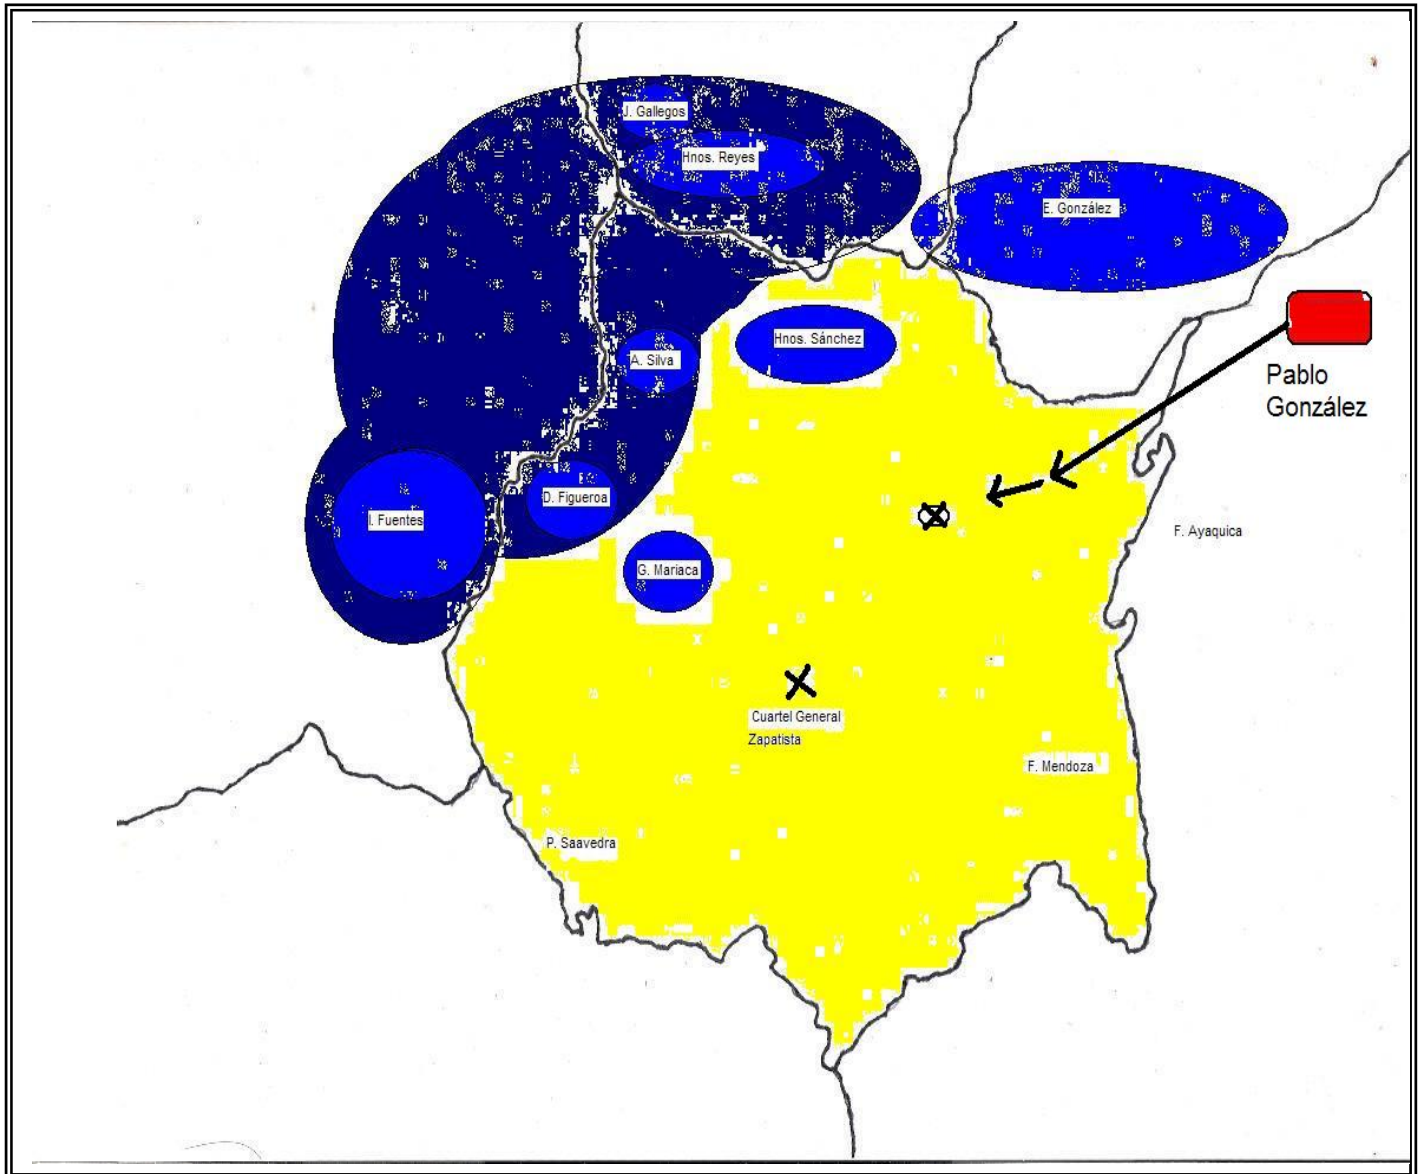 J. Gallegos
Hnos. Reyes
E. González
Hnos. Sánchez
A. Silva
Pablo
González
D. Figueroa
I. Fuentes
F. Ayaquica
G. Mariaca
Cuartel General
Zapatista
F. Mendoza
P. Saavedra